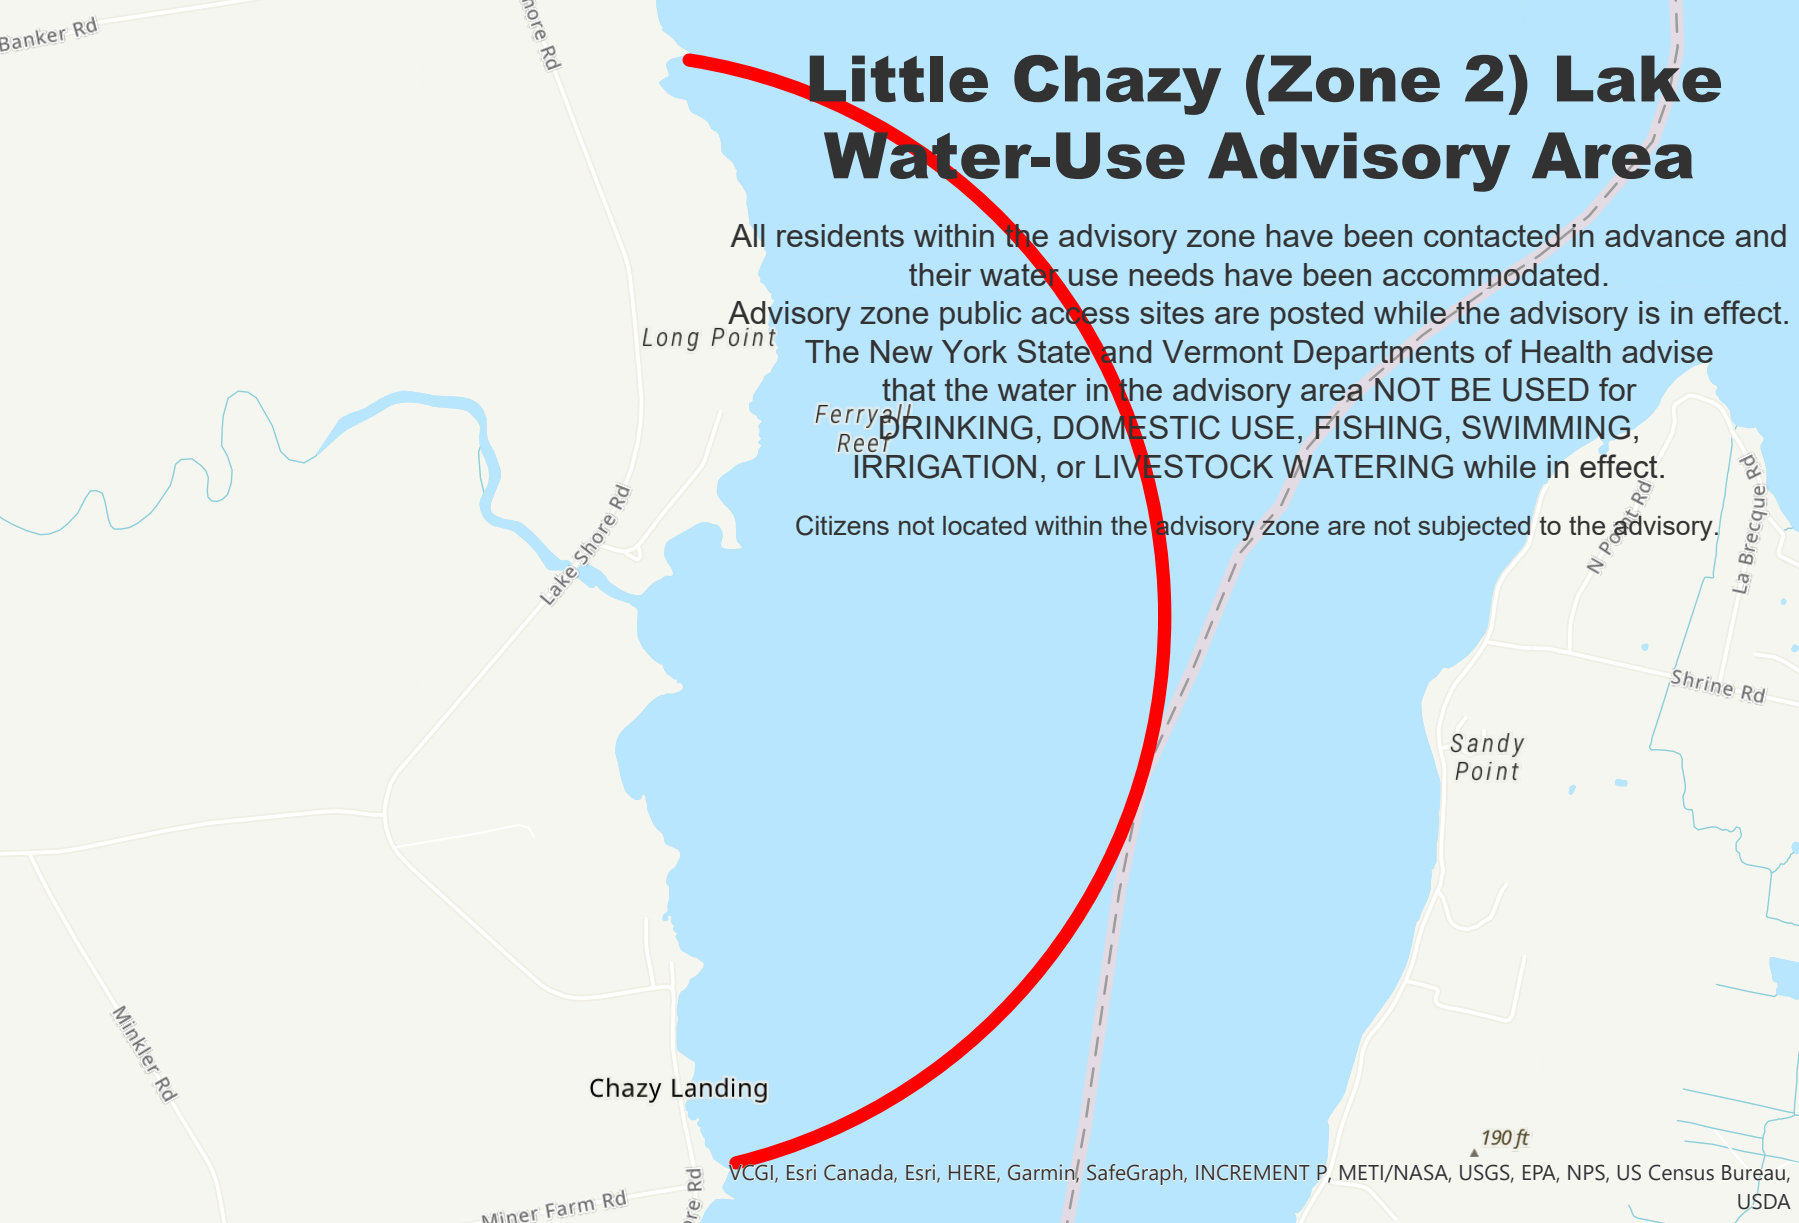 Banker Rd
hore Rd
Little Chazy (Zone 2) Lake
Water-Use Advisory Area
All residents within the advisory zone have been contacted in advance and
their water use needs have been accommodated.
Advisory zone public access sites are posted while the advisory is in effect.
The New York State and Vermont Departments of Health advise
that the water in the advisory area NOT BE USED for
DRINKING, DOMESTIC USE, FISHING, SWIMMING,
IRRIGATION, or LIVESTOCK WATERING while in effect.
Citizens not located within the advisory zone are not subjected to the advisory.
Long Point
Ferryall
Reef
Lake Shore Rd
N Point Rd
La Brecque Rd
Shrine Rd
Sandy
Point
Minkler Rd
Chazy Landing
190 ft
Miner Farm Rd
ore Rd
VCGI, Esri Canada, Esri, HERE, Garmin, SafeGraph, INCREMENT P, METI/NASA, USGS, EPA, NPS, US Census Bureau,
USDA